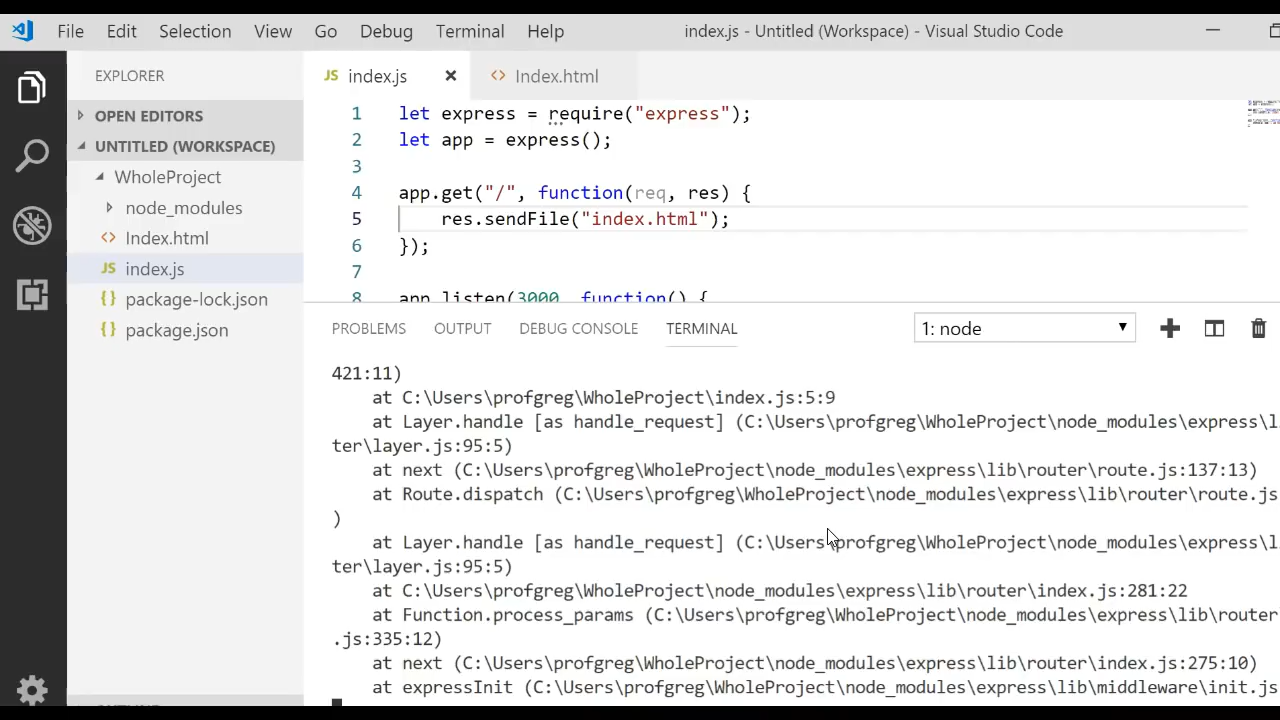 File Edit Selection View Go Debug Terminal Help index.js - Untitled (Workspace) - Visual Studio Code
EXPLORER
OPEN EDITORS
UNTITLED (WORKSPACE)
WholeProject
node_modules
Index.html
index.js
package-lock.json
package.json
JS index.js Index.html
1 let express = require("express");
2 let app = express();
3
4 app.get("/", function(req, res) {
5 res.sendFile("index.html");
6 });
7
8 app.listen(3000, function() {
PROBLEMS OUTPUT DEBUG CONSOLE TERMINAL 1: node
421:11)
at C:\Users\profgreg\WholeProject\index.js:5:9
at Layer.handle [as handle_request] (C:\Users\profgreg\WholeProject\node_modules\express\l
ter\layer.js:95:5)
at next (C:\Users\profgreg\WholeProject\node_modules\express\lib\router\route.js:137:13)
at Route.dispatch (C:\Users\profgreg\WholeProject\node_modules\express\lib\router\route.js
)
at Layer.handle [as handle_request] (C:\Users\profgreg\WholeProject\node_modules\express\l
ter\layer.js:95:5)
at C:\Users\profgreg\WholeProject\node_modules\express\lib\router\index.js:281:22
at Function.process_params (C:\Users\profgreg\WholeProject\node_modules\express\lib\router
.js:335:12)
at next (C:\Users\profgreg\WholeProject\node_modules\express\lib\router\index.js:275:10)
at expressInit (C:\Users\profgreg\WholeProject\node_modules\express\lib\middleware\init.js